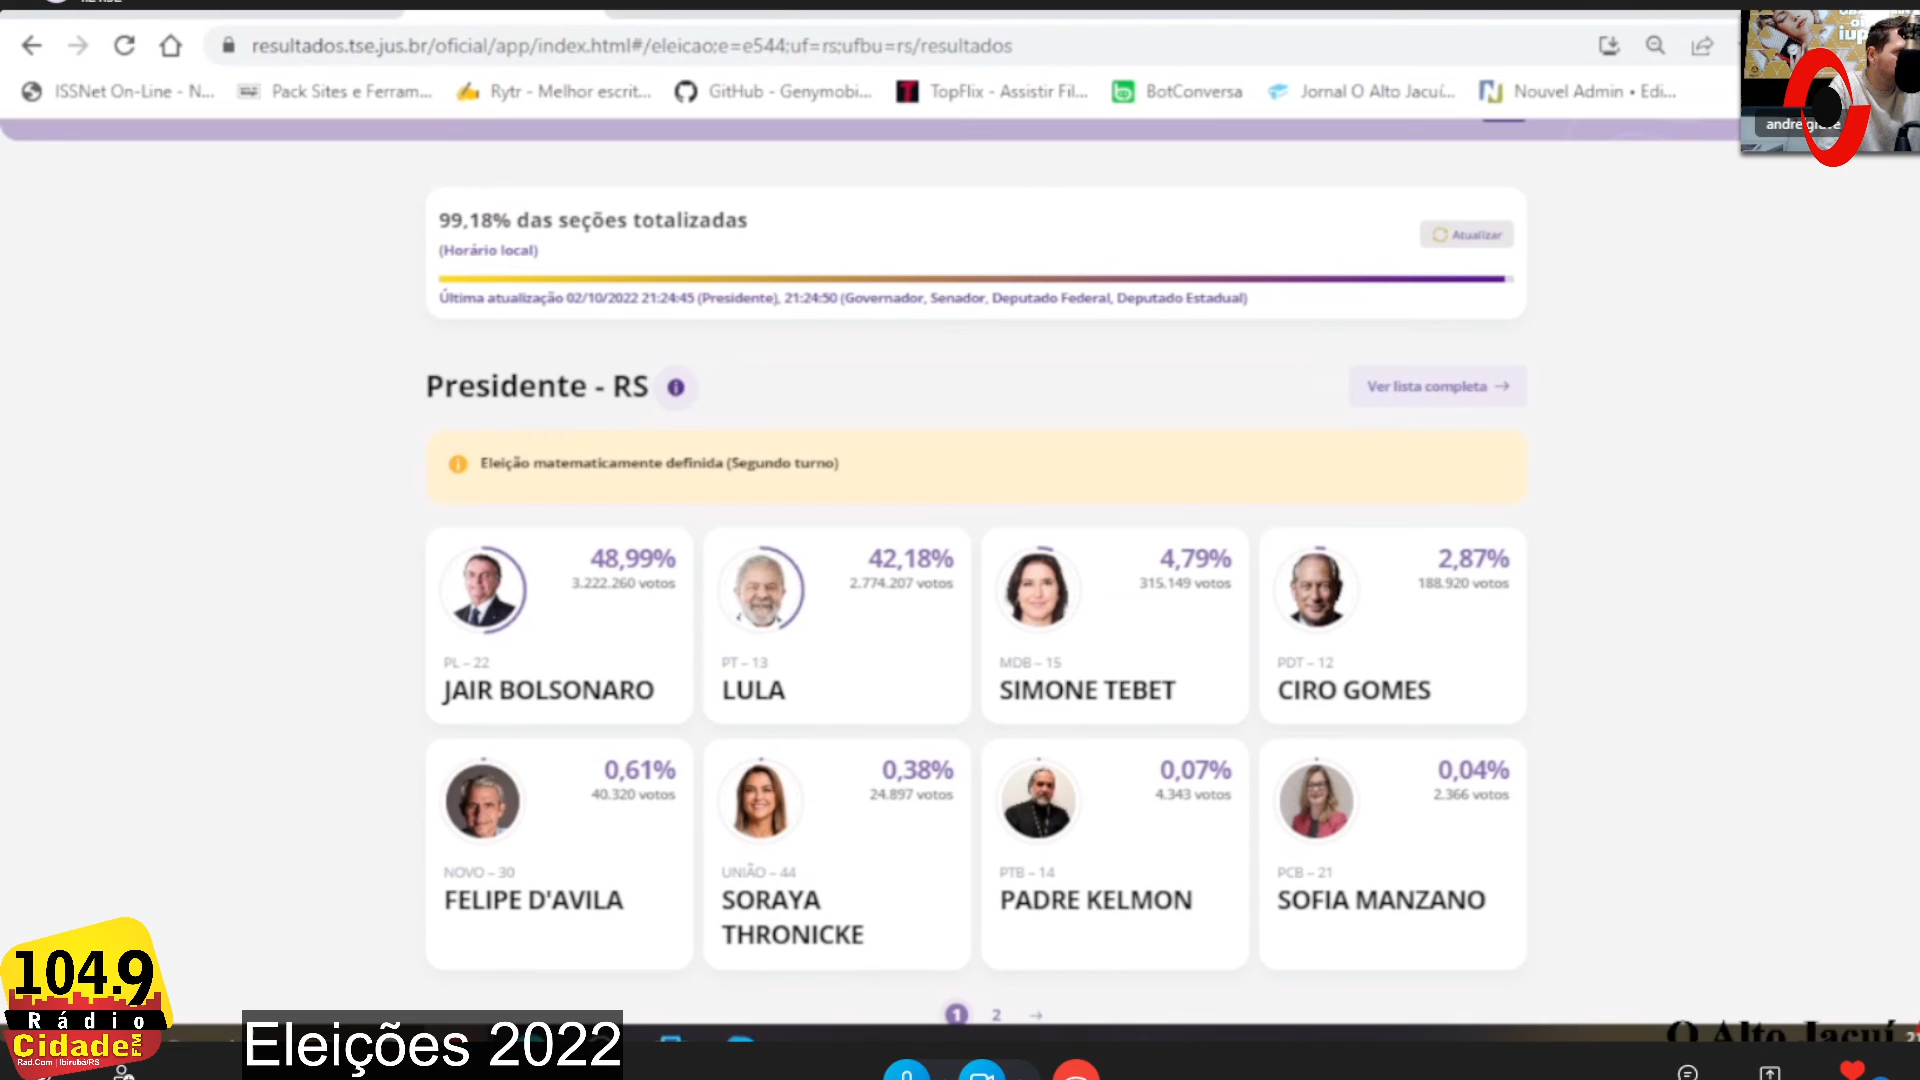 resultados.tse.jus.br/oficial/app/index.html#/eleicao;e=e544;uf=rs;ufbu=rs/resultados
ISSNet On-Line - N... Pack Sites e Ferram... Rytr - Melhor escrit... GitHub - Genymobi... TopFlix - Assistir Fil... BotConversa Jornal O Alto Jacuí... Nouvel Admin • Edi...
99,18% das seções totalizadas
(Horário local)
Atualizar
Última atualização 02/10/2022 21:24:45 (Presidente), 21:24:50 (Governador, Senador, Deputado Federal, Deputado Estadual)
Presidente - RS
Ver lista completa →
Eleição matematicamente definida (Segundo turno)
48,99%
3.222.260 votos
PL – 22
JAIR BOLSONARO
42,18%
2.774.207 votos
PT – 13
LULA
4,79%
315.149 votos
MDB – 15
SIMONE TEBET
2,87%
188.920 votos
PDT – 12
CIRO GOMES
0,61%
40.320 votos
NOVO – 30
FELIPE D'AVILA
0,38%
24.897 votos
UNIÃO – 44
SORAYA
THRONICKE
0,07%
4.343 votos
PTB – 14
PADRE KELMON
0,04%
2.366 votos
PCB – 21
SOFIA MANZANO
1 2 →
104.9
Rádio
Cidade FM
Rad.Com | Ibirubá/RS
Eleições 2022
O Alto Jacuí